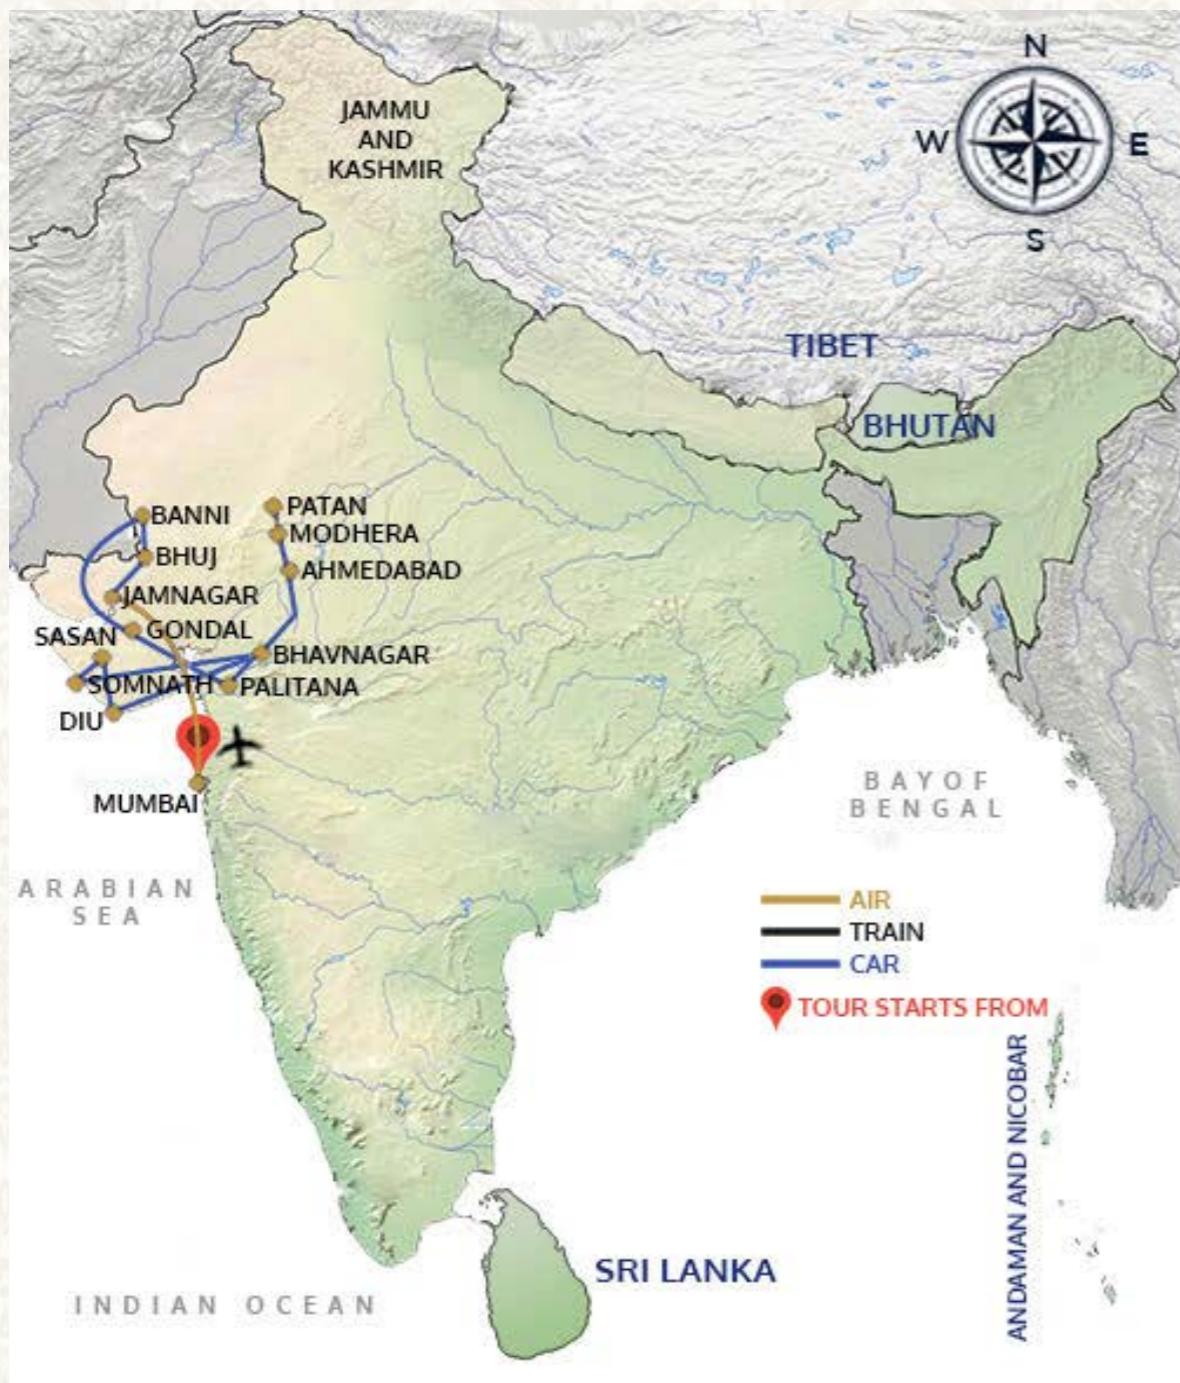 N
JAMMU
AND
KASHMIR
W
E
S
TIBET
BHUTAN
BANNI
PATAN
MODHERA
BHUJ
AHMEDABAD
JAMNAGAR
GONDAL
SASAN
BHAVNAGAR
SOMNATH
PALITANA
DIU
MUMBAI
BAY OF
BENGAL
ARABIAN
SEA
AIR
TRAIN
CAR
TOUR STARTS FROM
ANDAMAN AND NICOBAR
SRI LANKA
INDIAN OCEAN